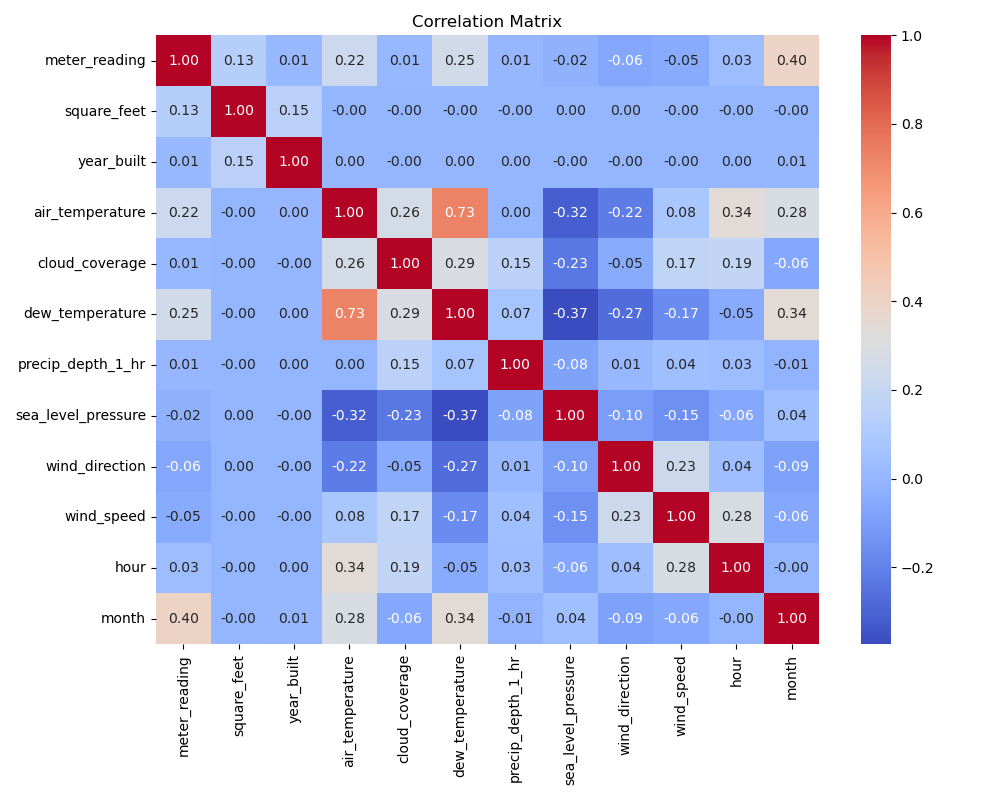 Correlation Matrix
meter_reading 1.00 0.13 0.01 0.22 0.01 0.25 0.01 -0.02 -0.06 -0.05 0.03 0.40
square_feet 0.13 1.00 0.15 -0.00 -0.00 -0.00 -0.00 0.00 0.00 -0.00 -0.00 -0.00
year_built 0.01 0.15 1.00 0.00 -0.00 0.00 0.00 -0.00 -0.00 -0.00 0.00 0.01
air_temperature 0.22 -0.00 0.00 1.00 0.26 0.73 0.00 -0.32 -0.22 0.08 0.34 0.28
cloud_coverage 0.01 -0.00 -0.00 0.26 1.00 0.29 0.15 -0.23 -0.05 0.17 0.19 -0.06
dew_temperature 0.25 -0.00 0.00 0.73 0.29 1.00 0.07 -0.37 -0.27 -0.17 -0.05 0.34
precip_depth_1_hr 0.01 -0.00 0.00 0.00 0.15 0.07 1.00 -0.08 0.01 0.04 0.03 -0.01
sea_level_pressure -0.02 0.00 -0.00 -0.32 -0.23 -0.37 -0.08 1.00 -0.10 -0.15 -0.06 0.04
wind_direction -0.06 0.00 -0.00 -0.22 -0.05 -0.27 0.01 -0.10 1.00 0.23 0.04 -0.09
wind_speed -0.05 -0.00 -0.00 0.08 0.17 -0.17 0.04 -0.15 0.23 1.00 0.28 -0.06
hour 0.03 -0.00 0.00 0.34 0.19 -0.05 0.03 -0.06 0.04 0.28 1.00 -0.00
month 0.40 -0.00 0.01 0.28 -0.06 0.34 -0.01 0.04 -0.09 -0.06 -0.00 1.00
meter_reading
square_feet
year_built
air_temperature
cloud_coverage
dew_temperature
precip_depth_1_hr
sea_level_pressure
wind_direction
wind_speed
hour
month
1.0
0.8
0.6
0.4
0.2
0.0
−0.2